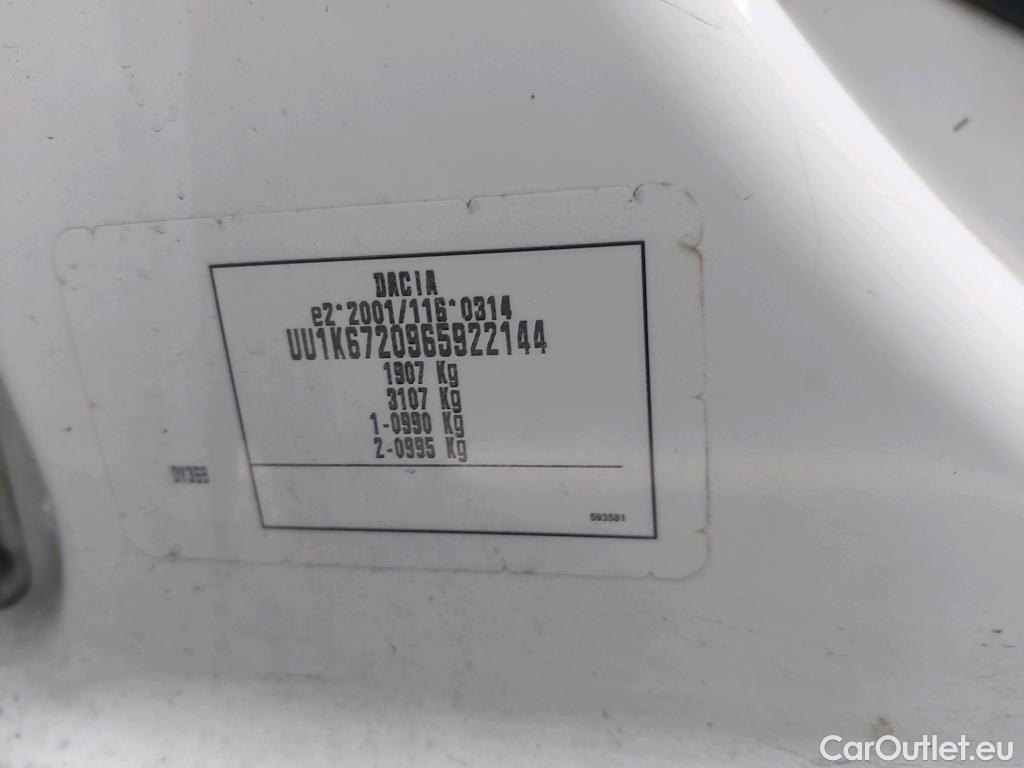 DACIA
e2*2001/116*0314
UU1K6720965922144
1907 Kg
3107 Kg
1-0990 Kg
2-0995 Kg
593581
CarOutlet.eu